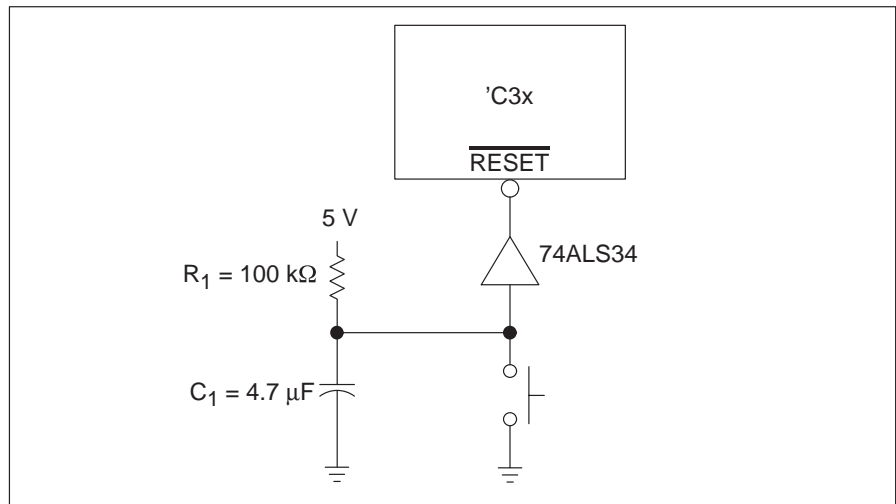 'C3x
RESET
5 V
74ALS34
R1 = 100 kΩ
C1 = 4.7 μF